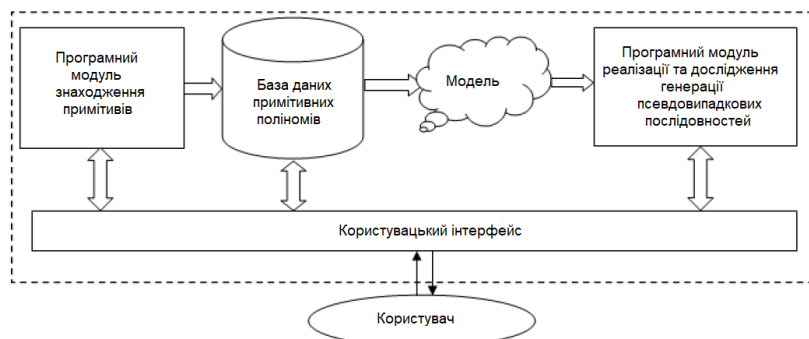 Програмний
модуль
знаходження
примітивів
База даних
примітивних
поліномів
Модель
Програмний модуль
реалізації та дослідження
генерації
псевдовипадкових
послідовностей
Користувацький інтерфейс
Користувач